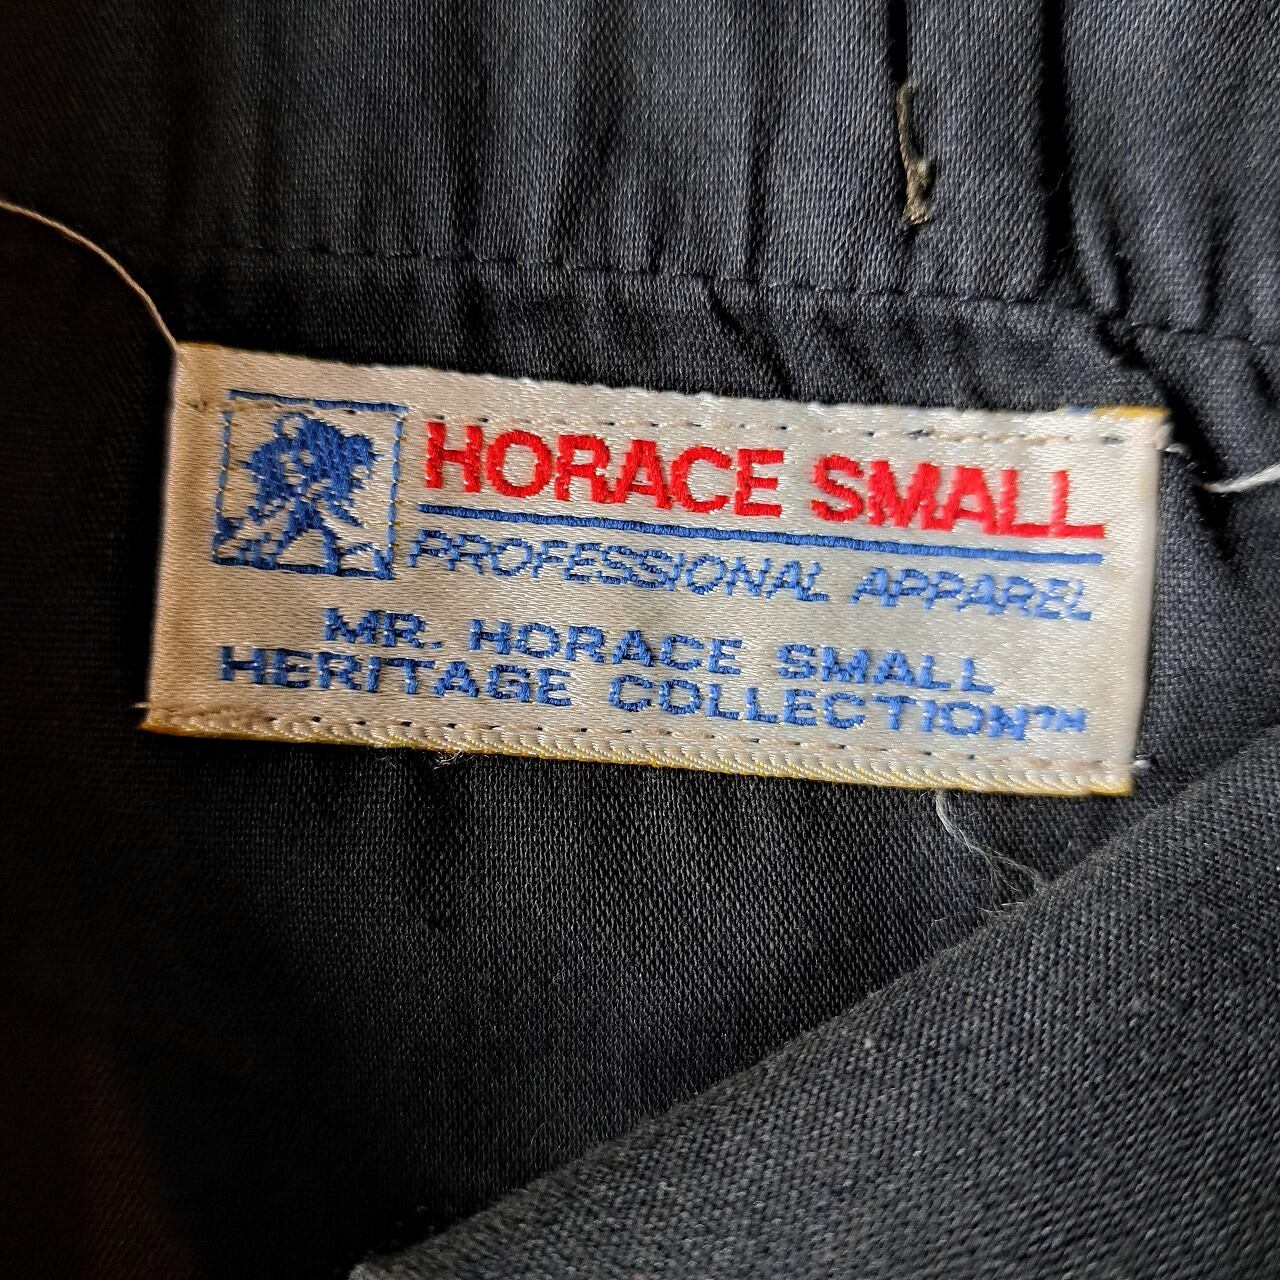 HORACE SMALL
PROFESSIONAL APPAREL
MR. HORACE SMALL
HERITAGE COLLECTION™